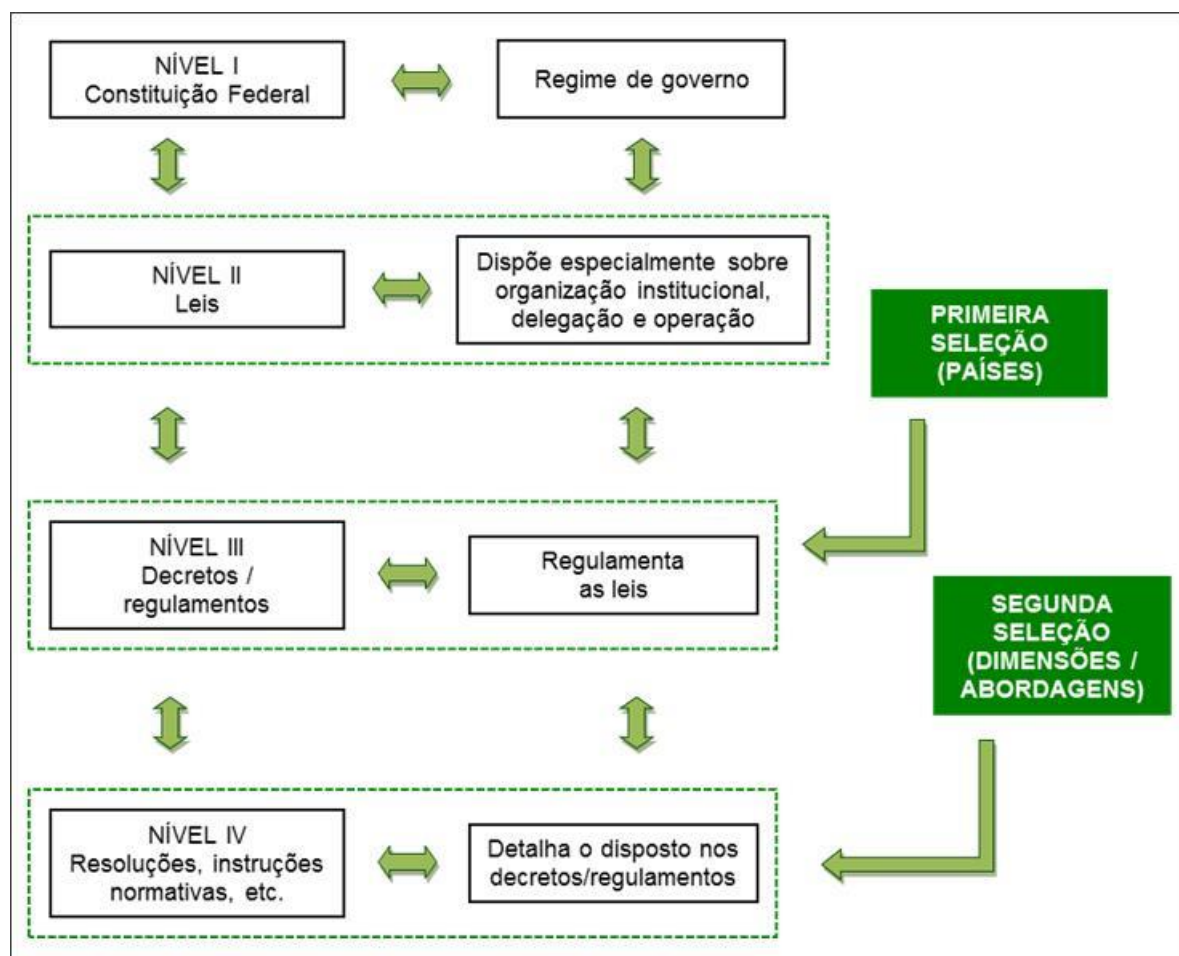 NÍVEL I
Constituição Federal
Regime de governo
NÍVEL II
Leis
Dispõe especialmente sobre
organização institucional,
delegação e operação
PRIMEIRA
SELEÇÃO
(PAÍSES)
NÍVEL III
Decretos /
regulamentos
Regulamenta
as leis
SEGUNDA
SELEÇÃO
(DIMENSÕES /
ABORDAGENS)
NÍVEL IV
Resoluções, instruções
normativas, etc.
Detalha o disposto nos
decretos/regulamentos